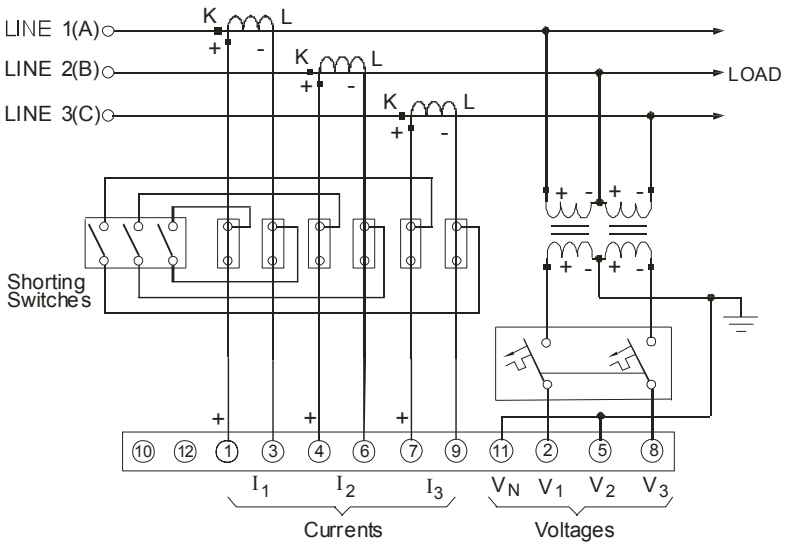 K L
LINE 1(A)
+ -
K L
LINE 2(B)
LOAD
+ -
K L
LINE 3(C)
+ -
+ - + -
+ - + -
Shorting
Switches
+ + +
10 12 1 3 4 6 7 9 11 2 5 8
I1 I2 I3 VN V1 V2 V3
Currents Voltages